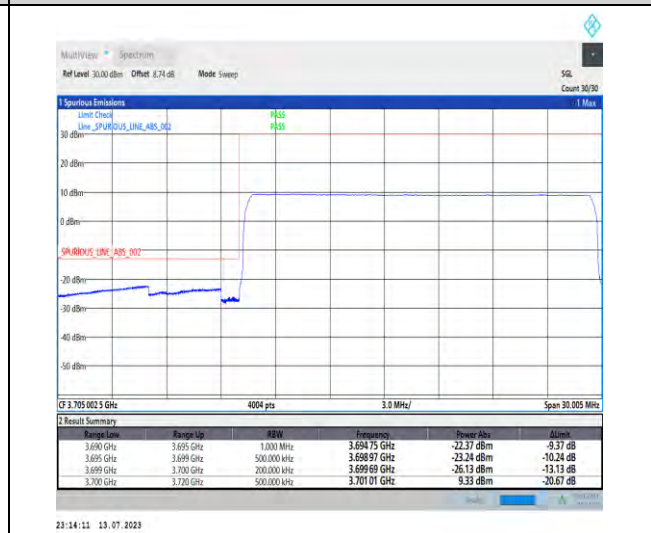 MultiView Spectrum
Ref Level 30.00 dBm Offset 8.74 dB Mode Sweep SGL
Count 30/30
1 Spurious Emissions 1 Max
Limit Check PASS
Line _SPURIOUS_LINE_ABS_002 PASS
30 dBm
20 dBm
10 dBm
0 dBm
_SPURIOUS_LINE_ABS_002
-20 dBm
-30 dBm
-40 dBm
-50 dBm
CF 3.705 002 5 GHz 4004 pts 3.0 MHz/ Span 30.005 MHz
2 Result Summary
Range Low Range Up RBW Frequency Power Abs ΔLimit
3.690 GHz 3.695 GHz 1.000 MHz 3.694 75 GHz -22.37 dBm -9.37 dB
3.695 GHz 3.699 GHz 500.000 kHz 3.698 97 GHz -23.24 dBm -10.24 dB
3.699 GHz 3.700 GHz 200.000 kHz 3.699 69 GHz -26.13 dBm -13.13 dB
3.700 GHz 3.720 GHz 500.000 kHz 3.701 01 GHz 9.33 dBm -20.67 dB
23:14:11 13.07.2023